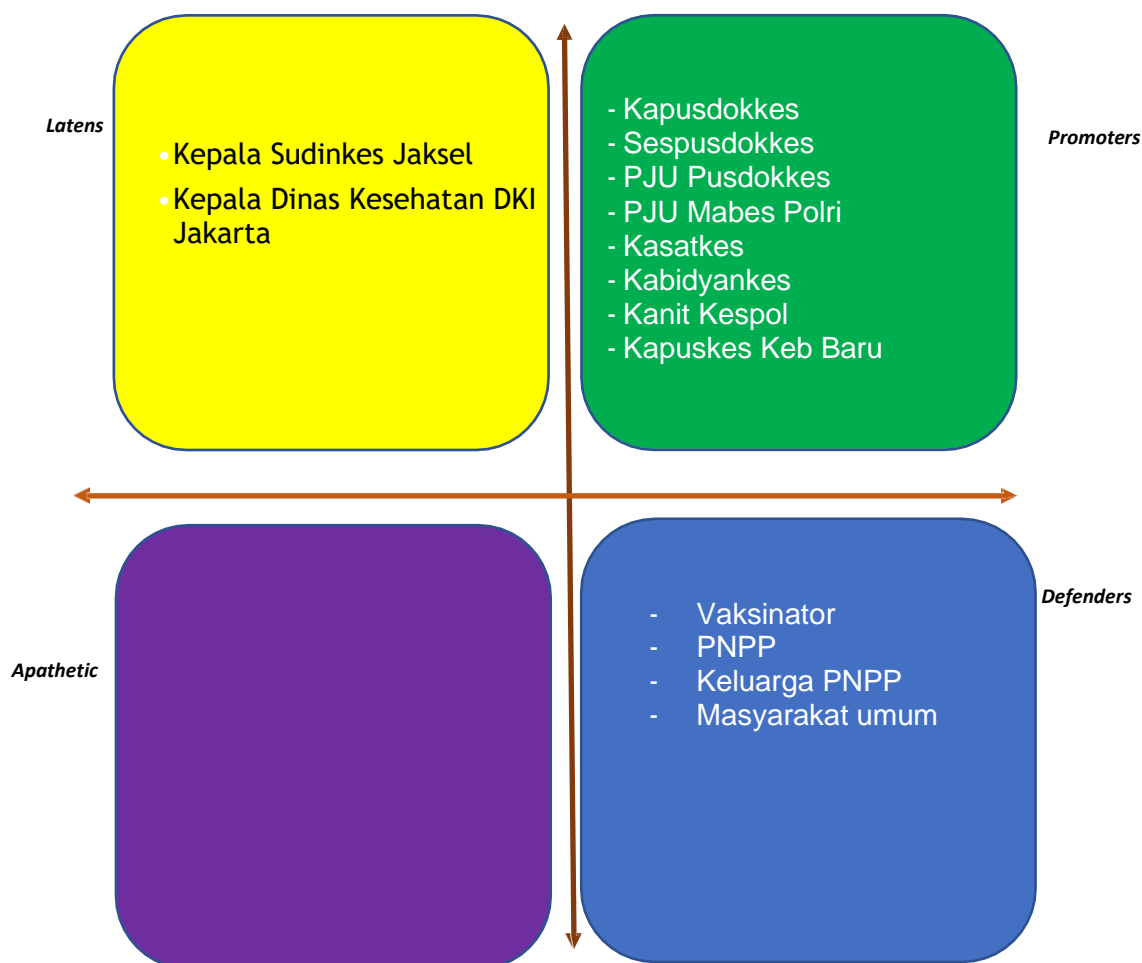 Latens
• Kepala Sudinkes Jaksel
• Kepala Dinas Kesehatan DKI
Jakarta
Promoters
- Kapusdokkes
- Sespusdokkes
- PJU Pusdokkes
- PJU Mabes Polri
- Kasatkes
- Kabidyankes
- Kanit Kespol
- Kapuskes Keb Baru
Apathetic
Defenders
- Vaksinator
- PNPP
- Keluarga PNPP
- Masyarakat umum